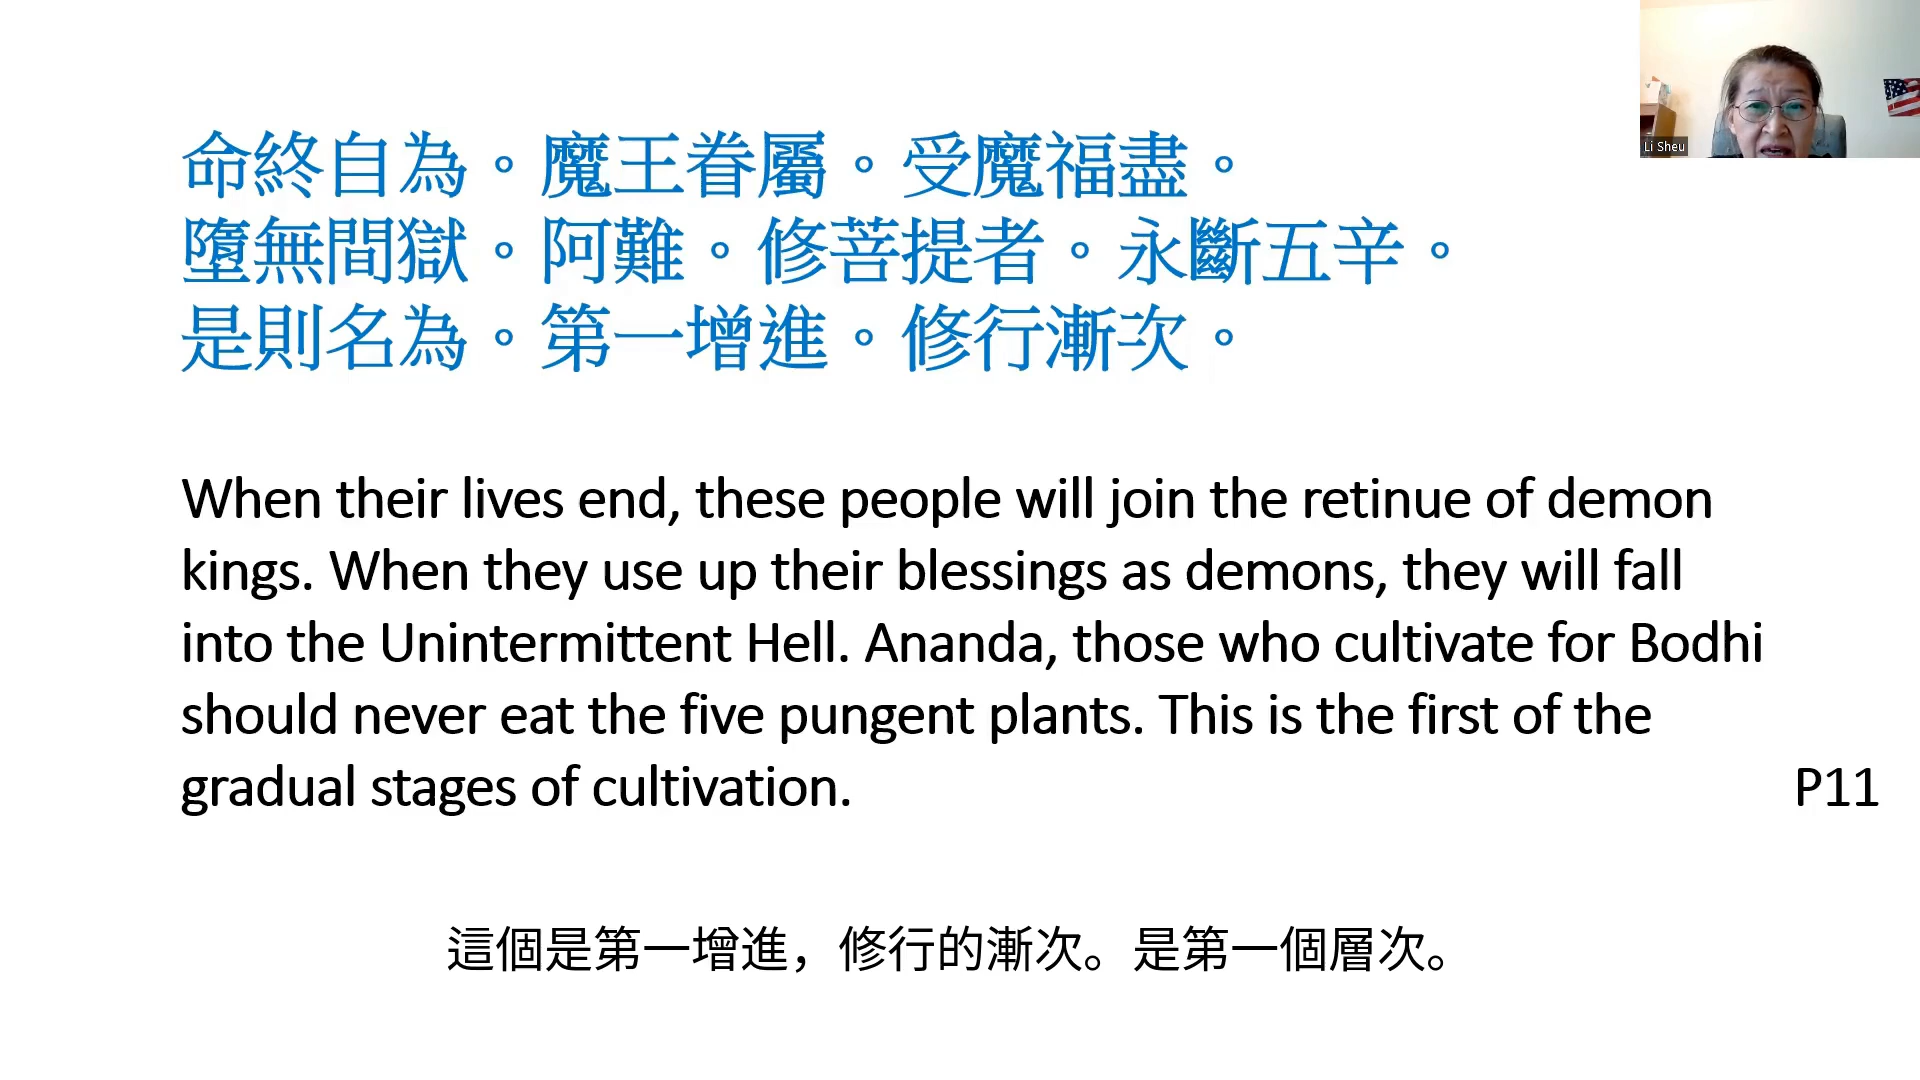 命終自為。魔王眷屬。受魔福盡。
墮無間獄。阿難。修菩提者。永斷五辛。
是則名為。第一增進。修行漸次。
When their lives end, these people will join the retinue of demon
kings. When they use up their blessings as demons, they will fall
into the Unintermittent Hell. Ananda, those who cultivate for Bodhi
should never eat the five pungent plants. This is the first of the
gradual stages of cultivation.
P11
這個是第一增進，修行的漸次。是第一個層次。
Li Sheu